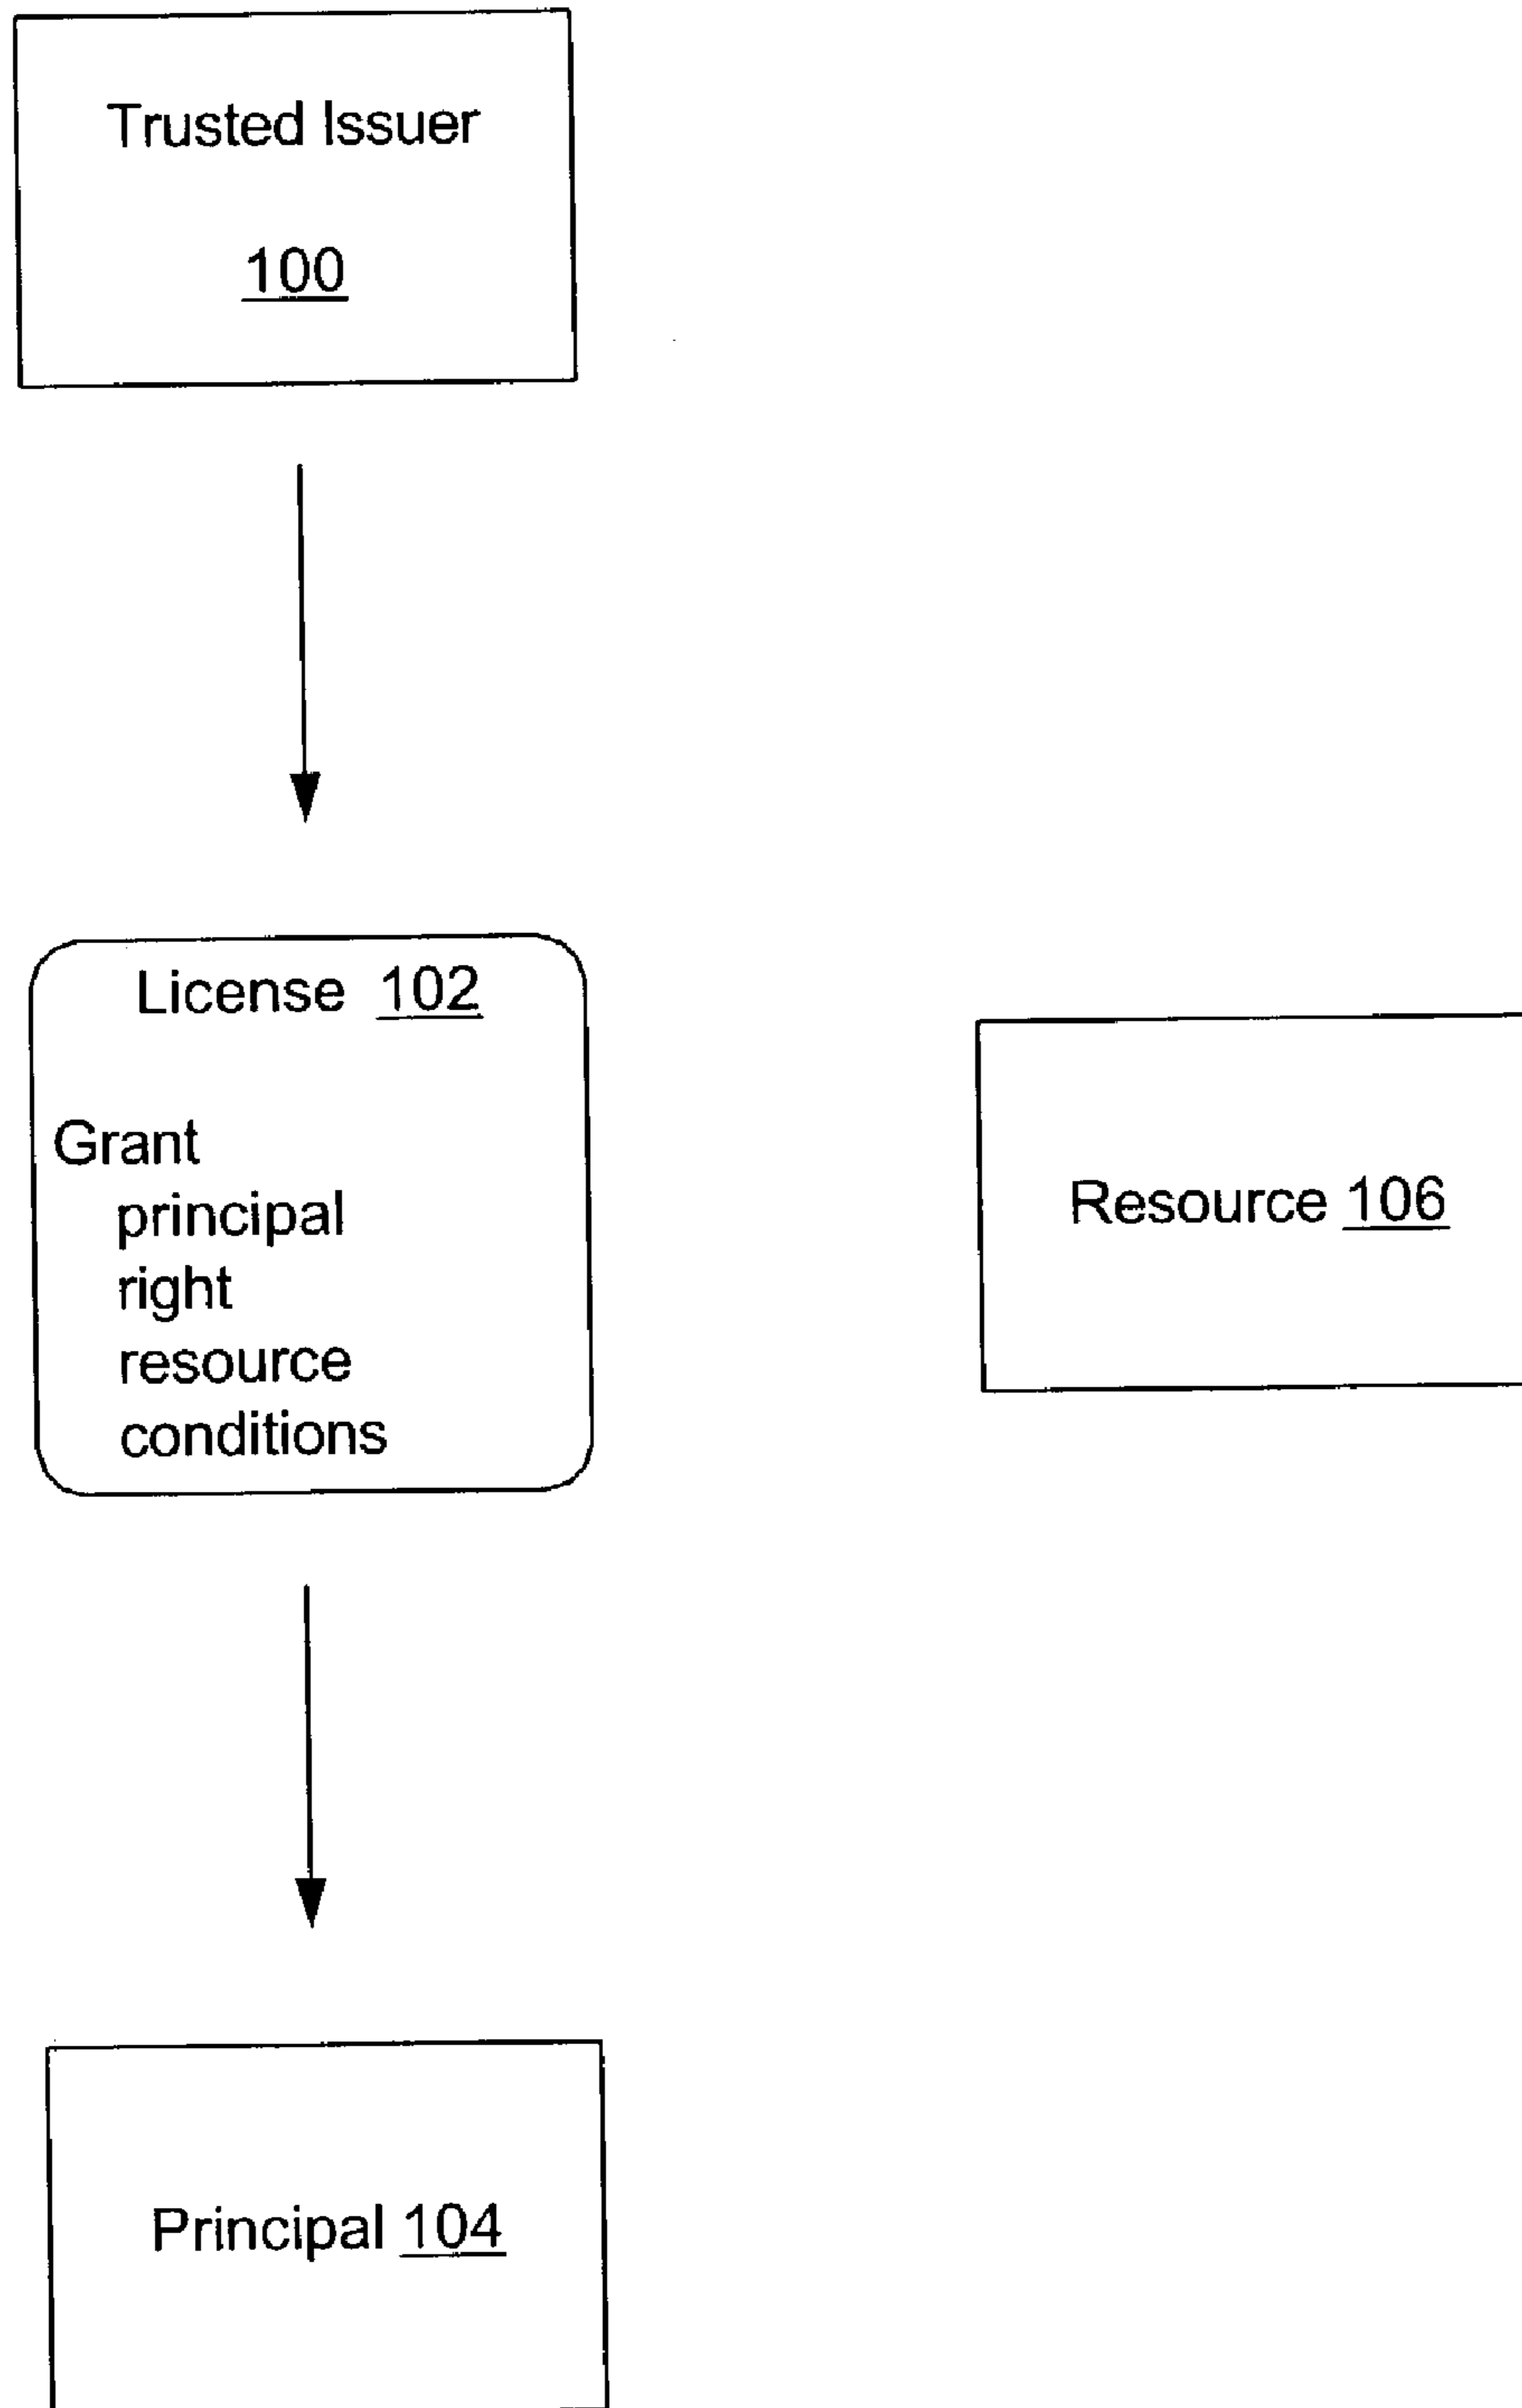 Trusted Issuer
100
License 102
Grant
principal
right
resource
conditions
Resource 106
Principal 104